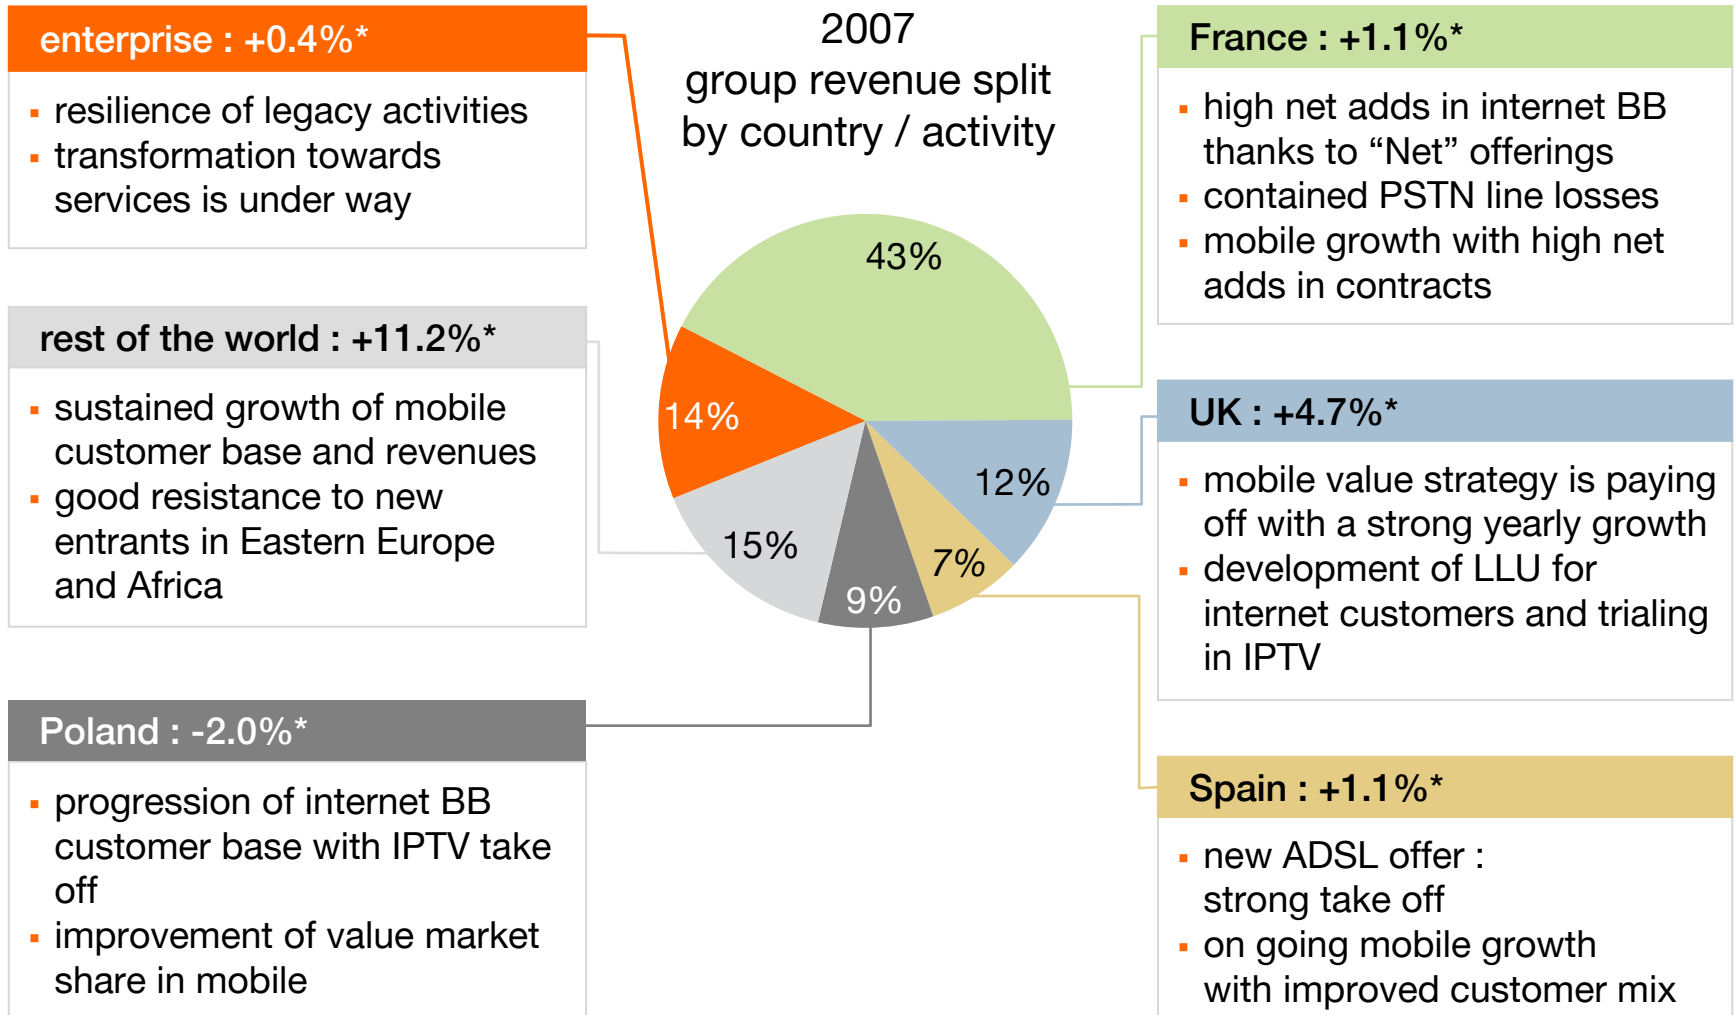 2007
group revenue split
by country / activity
enterprise : +0.4%*
▪ resilience of legacy activities
▪ transformation towards
services is under way
rest of the world : +11.2%*
▪ sustained growth of mobile
customer base and revenues
▪ good resistance to new
entrants in Eastern Europe
and Africa
Poland : -2.0%*
▪ progression of internet BB
customer base with IPTV take
off
▪ improvement of value market
share in mobile
43%
14%
12%
15%
7%
9%
France : +1.1%*
▪ high net adds in internet BB
thanks to “Net” offerings
▪ contained PSTN line losses
▪ mobile growth with high net
adds in contracts
UK : +4.7%*
▪ mobile value strategy is paying
off with a strong yearly growth
▪ development of LLU for
internet customers and trialing
in IPTV
Spain : +1.1%*
▪ new ADSL offer :
strong take off
▪ on going mobile growth
with improved customer mix